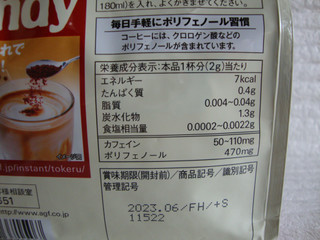 180ml)を入れ、よくかきまぜてください。
ndy
毎日手軽にポリフェノール習慣
コーヒーには、クロロゲン酸などの
ポリフェノールが含まれています。
れで
栄養成分表示:本品1杯分(2g)当たり
エネルギー 7kcal
たんぱく質 0.4g
脂質 0.004~0.04g
炭水化物 1.3g
食塩相当量 0.0002~0.0022g
カフェイン 50~110mg
ポリフェノール 470mg
.jp/instant/tokeru/
様相談室
551
http://www.agf.co.jp
賞味期限(開封前)/商品記号/識別記号
管理記号
2023.06/FH/+S
11522